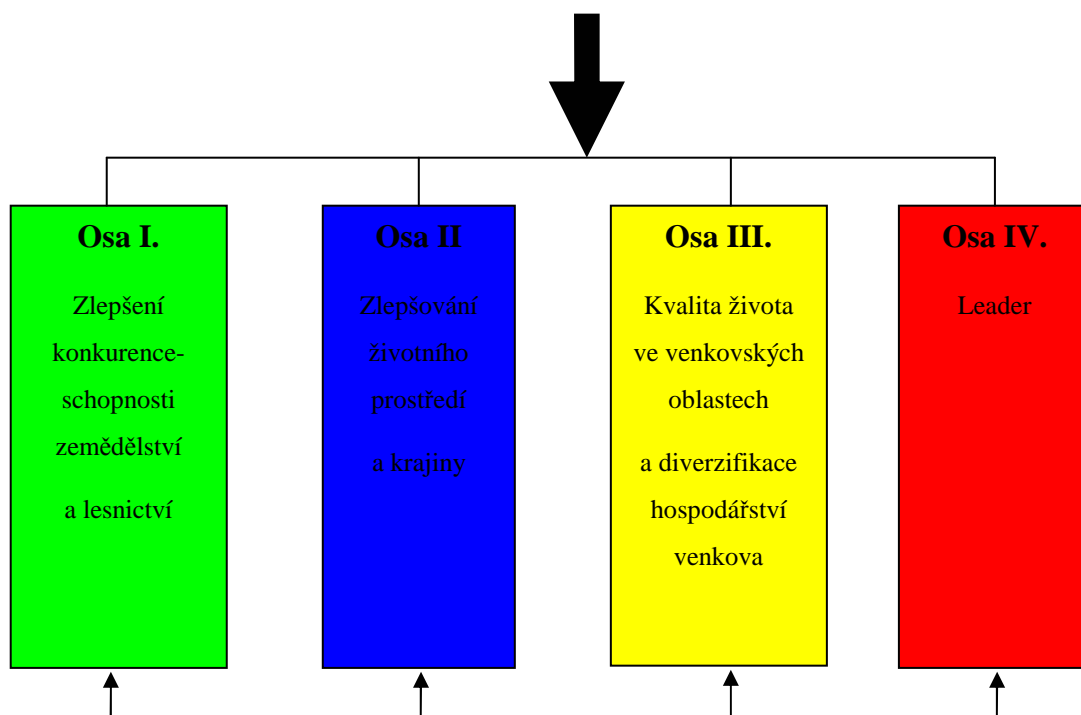 Osa I.
Zlepšení
konkurence-
schopnosti
zemědělství
a lesnictví
Osa II
Zlepšování
životního
prostředí
a krajiny
Osa III.
Kvalita života
ve venkovských
oblastech
a diverzifikace
hospodářství
venkova
Osa IV.
Leader